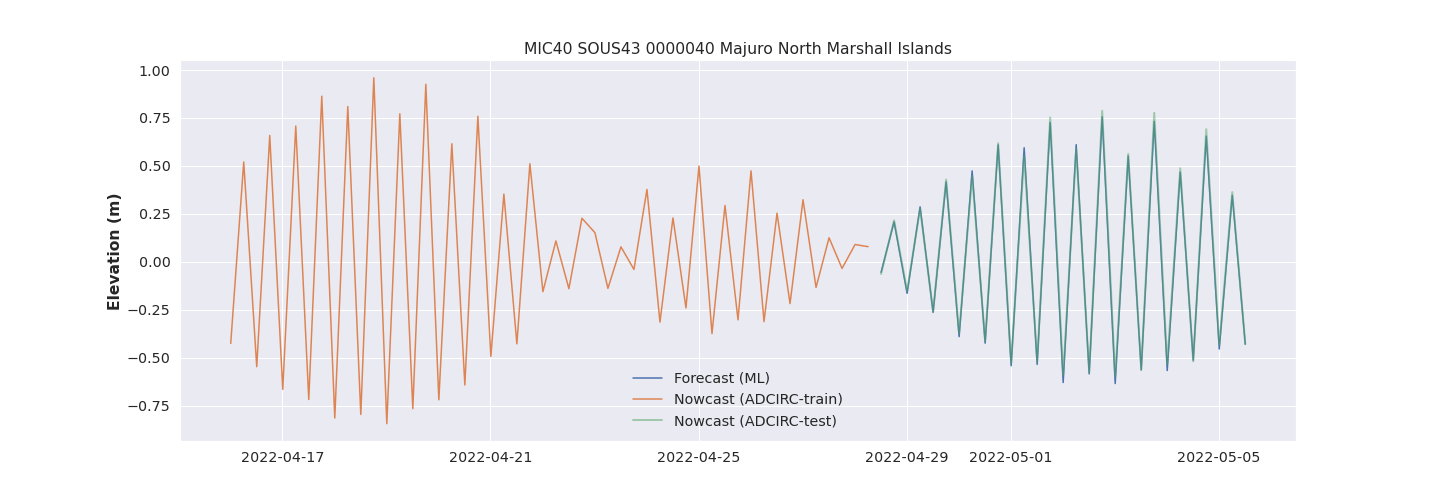 MIC40 SOUS43 0000040 Majuro North Marshall Islands
Elevation (m)
1.00
0.75
0.50
0.25
0.00
−0.25
−0.50
−0.75
Forecast (ML)
Nowcast (ADCIRC-train)
Nowcast (ADCIRC-test)
2022-04-17 2022-04-21 2022-04-25 2022-04-29 2022-05-01 2022-05-05